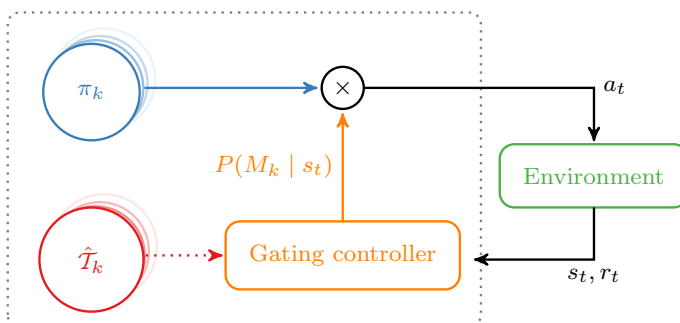 π_k
×
a_t
P(M_k | s_t)
Environment
𝒯̂_k
Gating controller
s_t, r_t